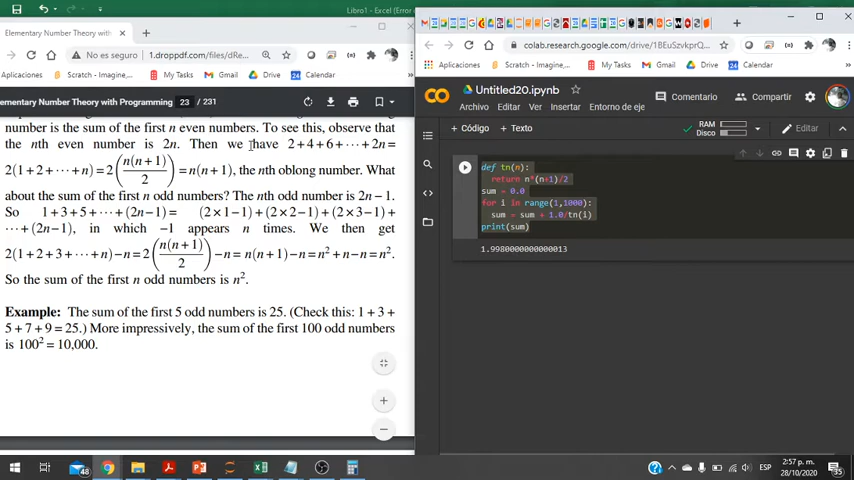 Libro1 - Excel (Error
Elementary Number Theory with
No es seguro
1.droppdf.com/files/dRe...
Aplicaciones
Scratch - Imagine,...
My Tasks
Gmail
Drive
Calendar
Elementary Number Theory with Programming
23 / 231
number is the sum of the first n even numbers. To see this, observe that
the nth even number is 2n. Then we have 2+4+6+⋯+2n=
2(1+2+⋯+n)=2(n(n+1)/2)=n(n+1), the nth oblong number. What
about the sum of the first n odd numbers? The nth odd number is 2n−1.
So 1+3+5+⋯+(2n−1)= (2×1−1)+(2×2−1)+(2×3−1)+
⋯+(2n−1), in which −1 appears n times. We then get
2(1+2+3+⋯+n)−n=2(n(n+1)/2)−n=n(n+1)−n=n²+n−n=n².
So the sum of the first n odd numbers is n².
Example: The sum of the first 5 odd numbers is 25. (Check this: 1+3+
5+7+9=25.) More impressively, the sum of the first 100 odd numbers
is 100²=10,000.
colab.research.google.com/drive/1BEuSzvkprQ...
Aplicaciones
Scratch - Imagine,...
My Tasks
Gmail
Drive
Calendar
CO
Untitled20.ipynb
Archivo Editar Ver Insertar Entorno de eje
Comentario
Compartir
+ Código + Texto
RAM
Disco
Editar
def tn(n):
return n*(n+1)/2
sum = 0.0
for i in range(1,1000):
sum = sum + 1.0/tn(i)
print(sum)
1.9980000000000013
48
ESP
2:57 p. m.
28/10/2020
35